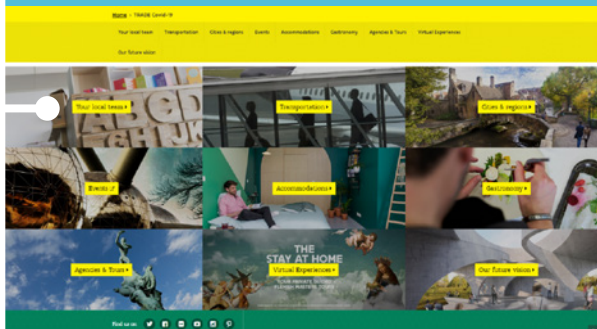 Home > TRADE Covid-19
Your local team Transportation Cities & regions Events Accommodations Gastronomy Agencies & Tours Virtual Experiences
Our future vision
Your local team
Transportation
Cities & regions
ABCD
GHIJK
Events
Accommodations
Gastronomy
THE
STAY AT HOME
Agencies & Tours
Virtual Experiences
Our future vision
Find us on